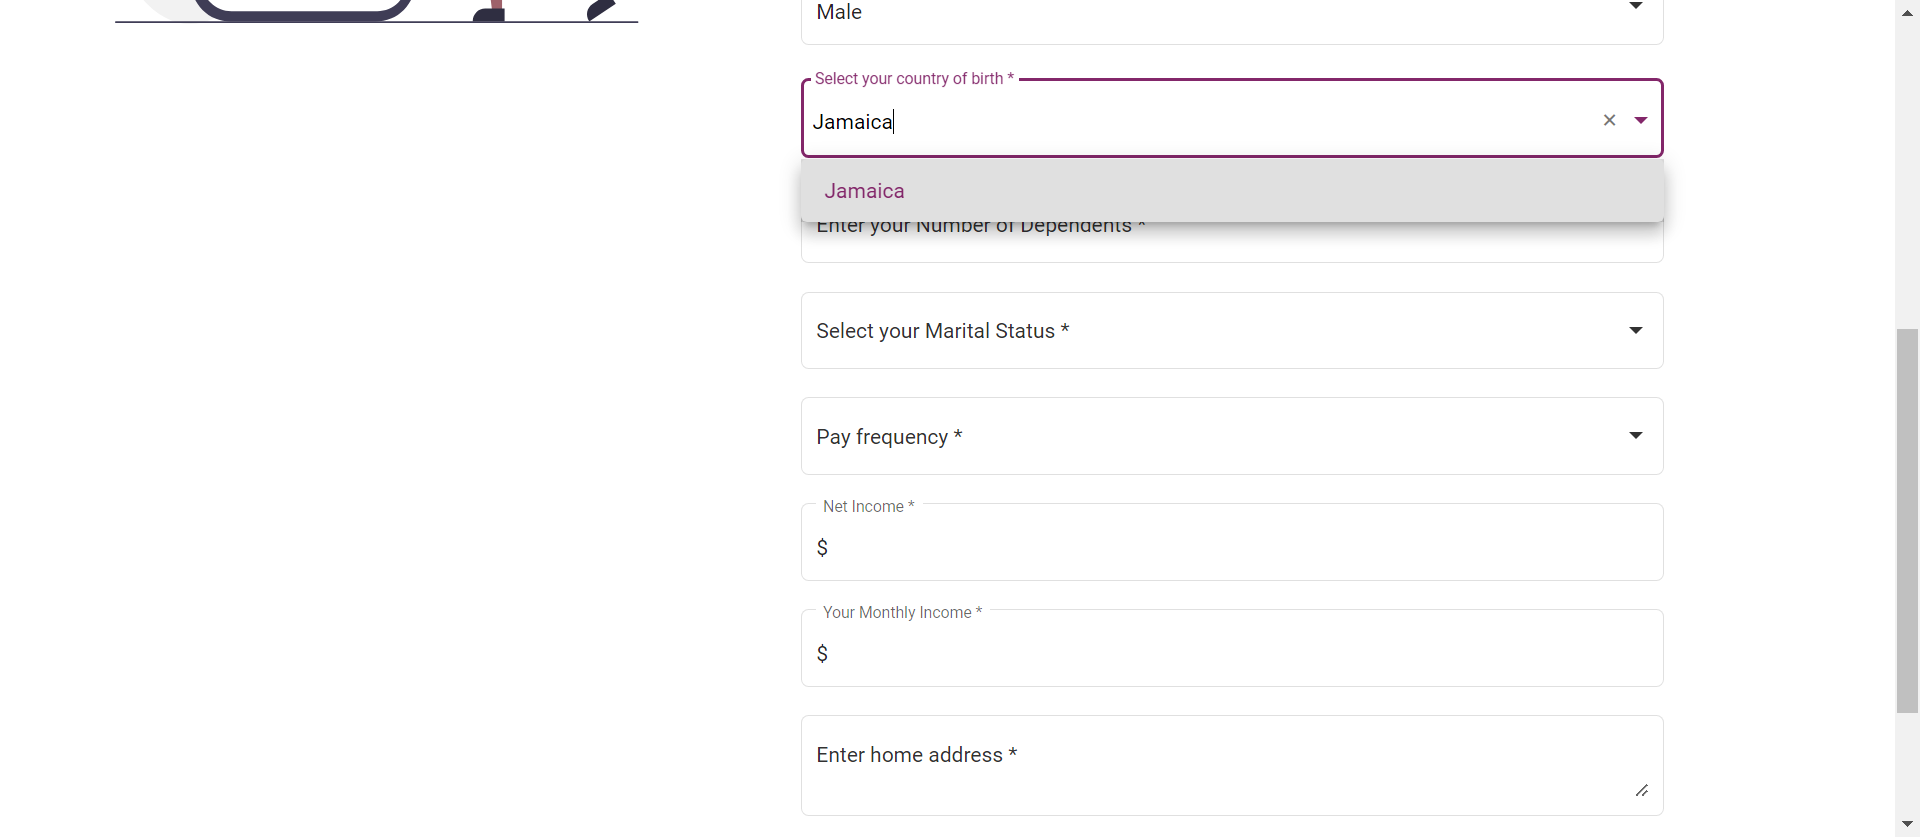 Male
Select your country of birth *
Jamaica
Jamaica
Enter your Number of Dependents *
Select your Marital Status *
Pay frequency *
Net Income *
$
Your Monthly Income *
$
Enter home address *